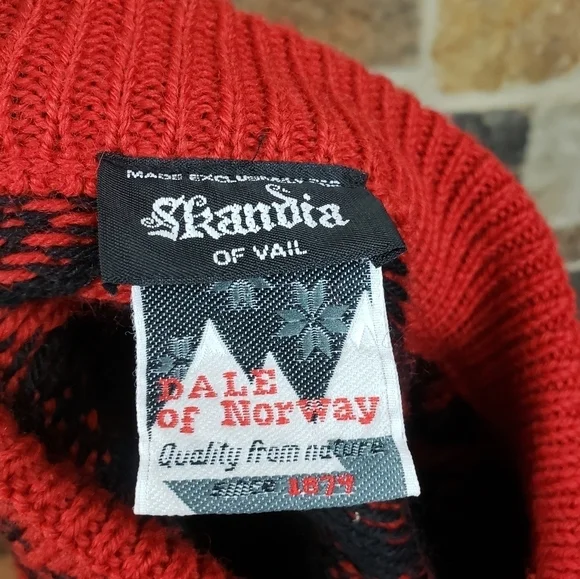 MADE EXCLUSIVELY FOR
Skandia
OF VAIL
DALE
of Norway
Quality from nature
since 1879